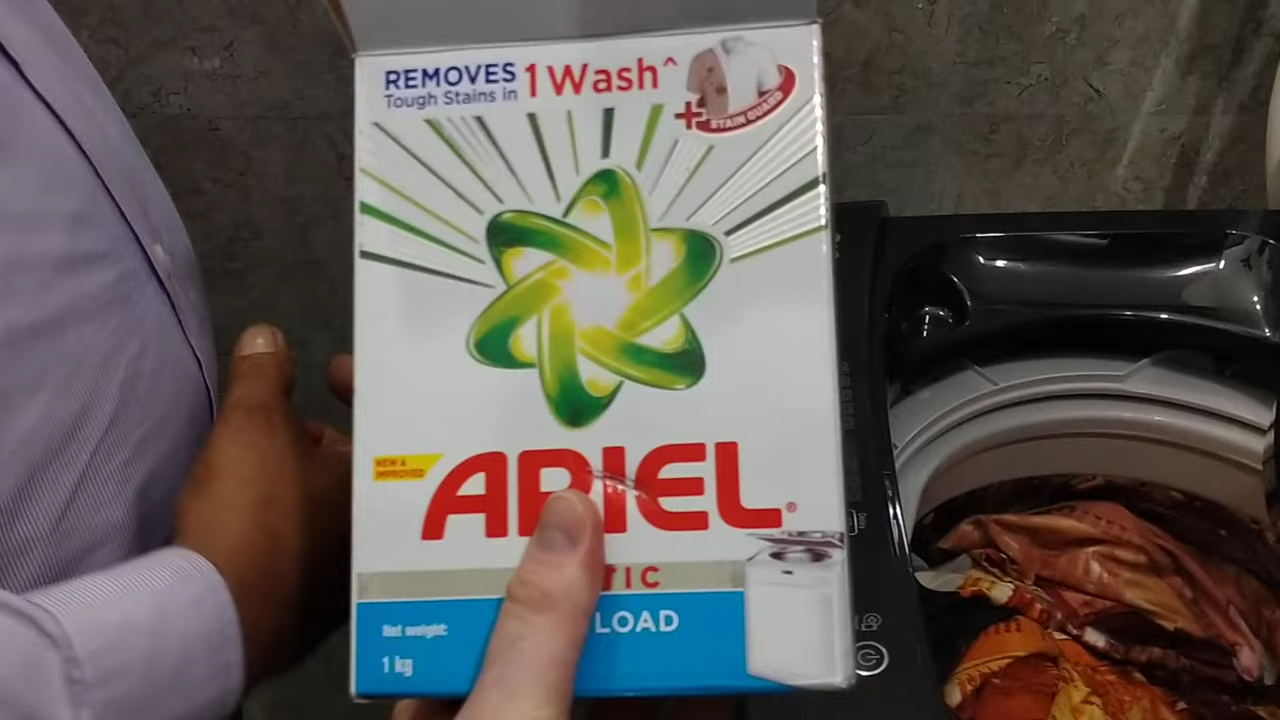 REMOVES
Tough Stains in
1 Wash^
+ STAIN GUARD
NEW &
IMPROVED
ARIEL®
TIC
LOAD
Net weight:
1 kg